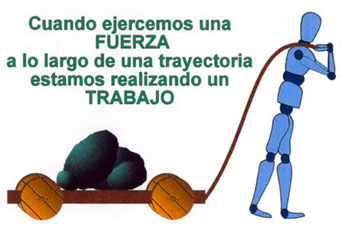 Cuando ejercemos una
FUERZA
a lo largo de una trayectoria
estamos realizando un
TRABAJO